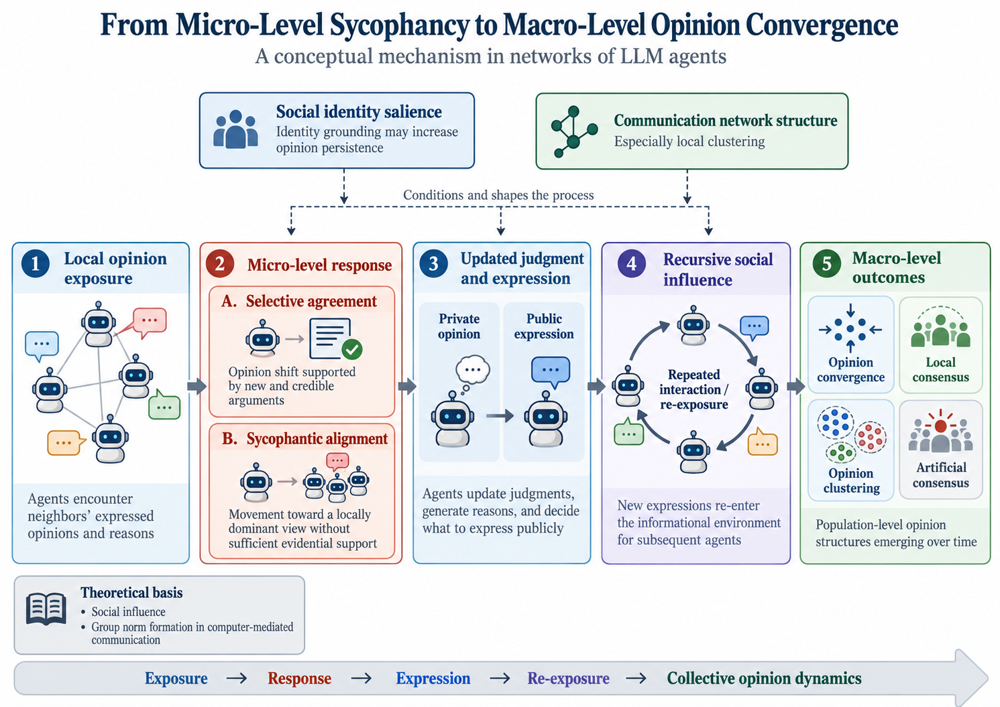 From Micro-Level Sycophancy to Macro-Level Opinion Convergence
A conceptual mechanism in networks of LLM agents
Social identity salience
Identity grounding may increase
opinion persistence
Communication network structure
Especially local clustering
Conditions and shapes the process
1
Local opinion
exposure
Agents encounter
neighbors' expressed
opinions and reasons
2
Micro-level response
A. Selective agreement
Opinion shift supported
by new and credible
arguments
B. Sycophantic alignment
Movement toward a locally
dominant view without
sufficient evidential support
3
Updated judgment
and expression
Private
opinion
Public
expression
Agents update judgments,
generate reasons, and decide
what to express publicly
4
Recursive social
influence
Repeated
interaction /
re-exposure
New expressions re-enter
the informational environment
for subsequent agents
5
Macro-level
outcomes
Opinion
convergence
Local
consensus
Opinion
clustering
Artificial
consensus
Population-level opinion
structures emerging over time
Theoretical basis
• Social influence
• Group norm formation in computer-mediated
communication
Exposure → Response → Expression → Re-exposure → Collective opinion dynamics